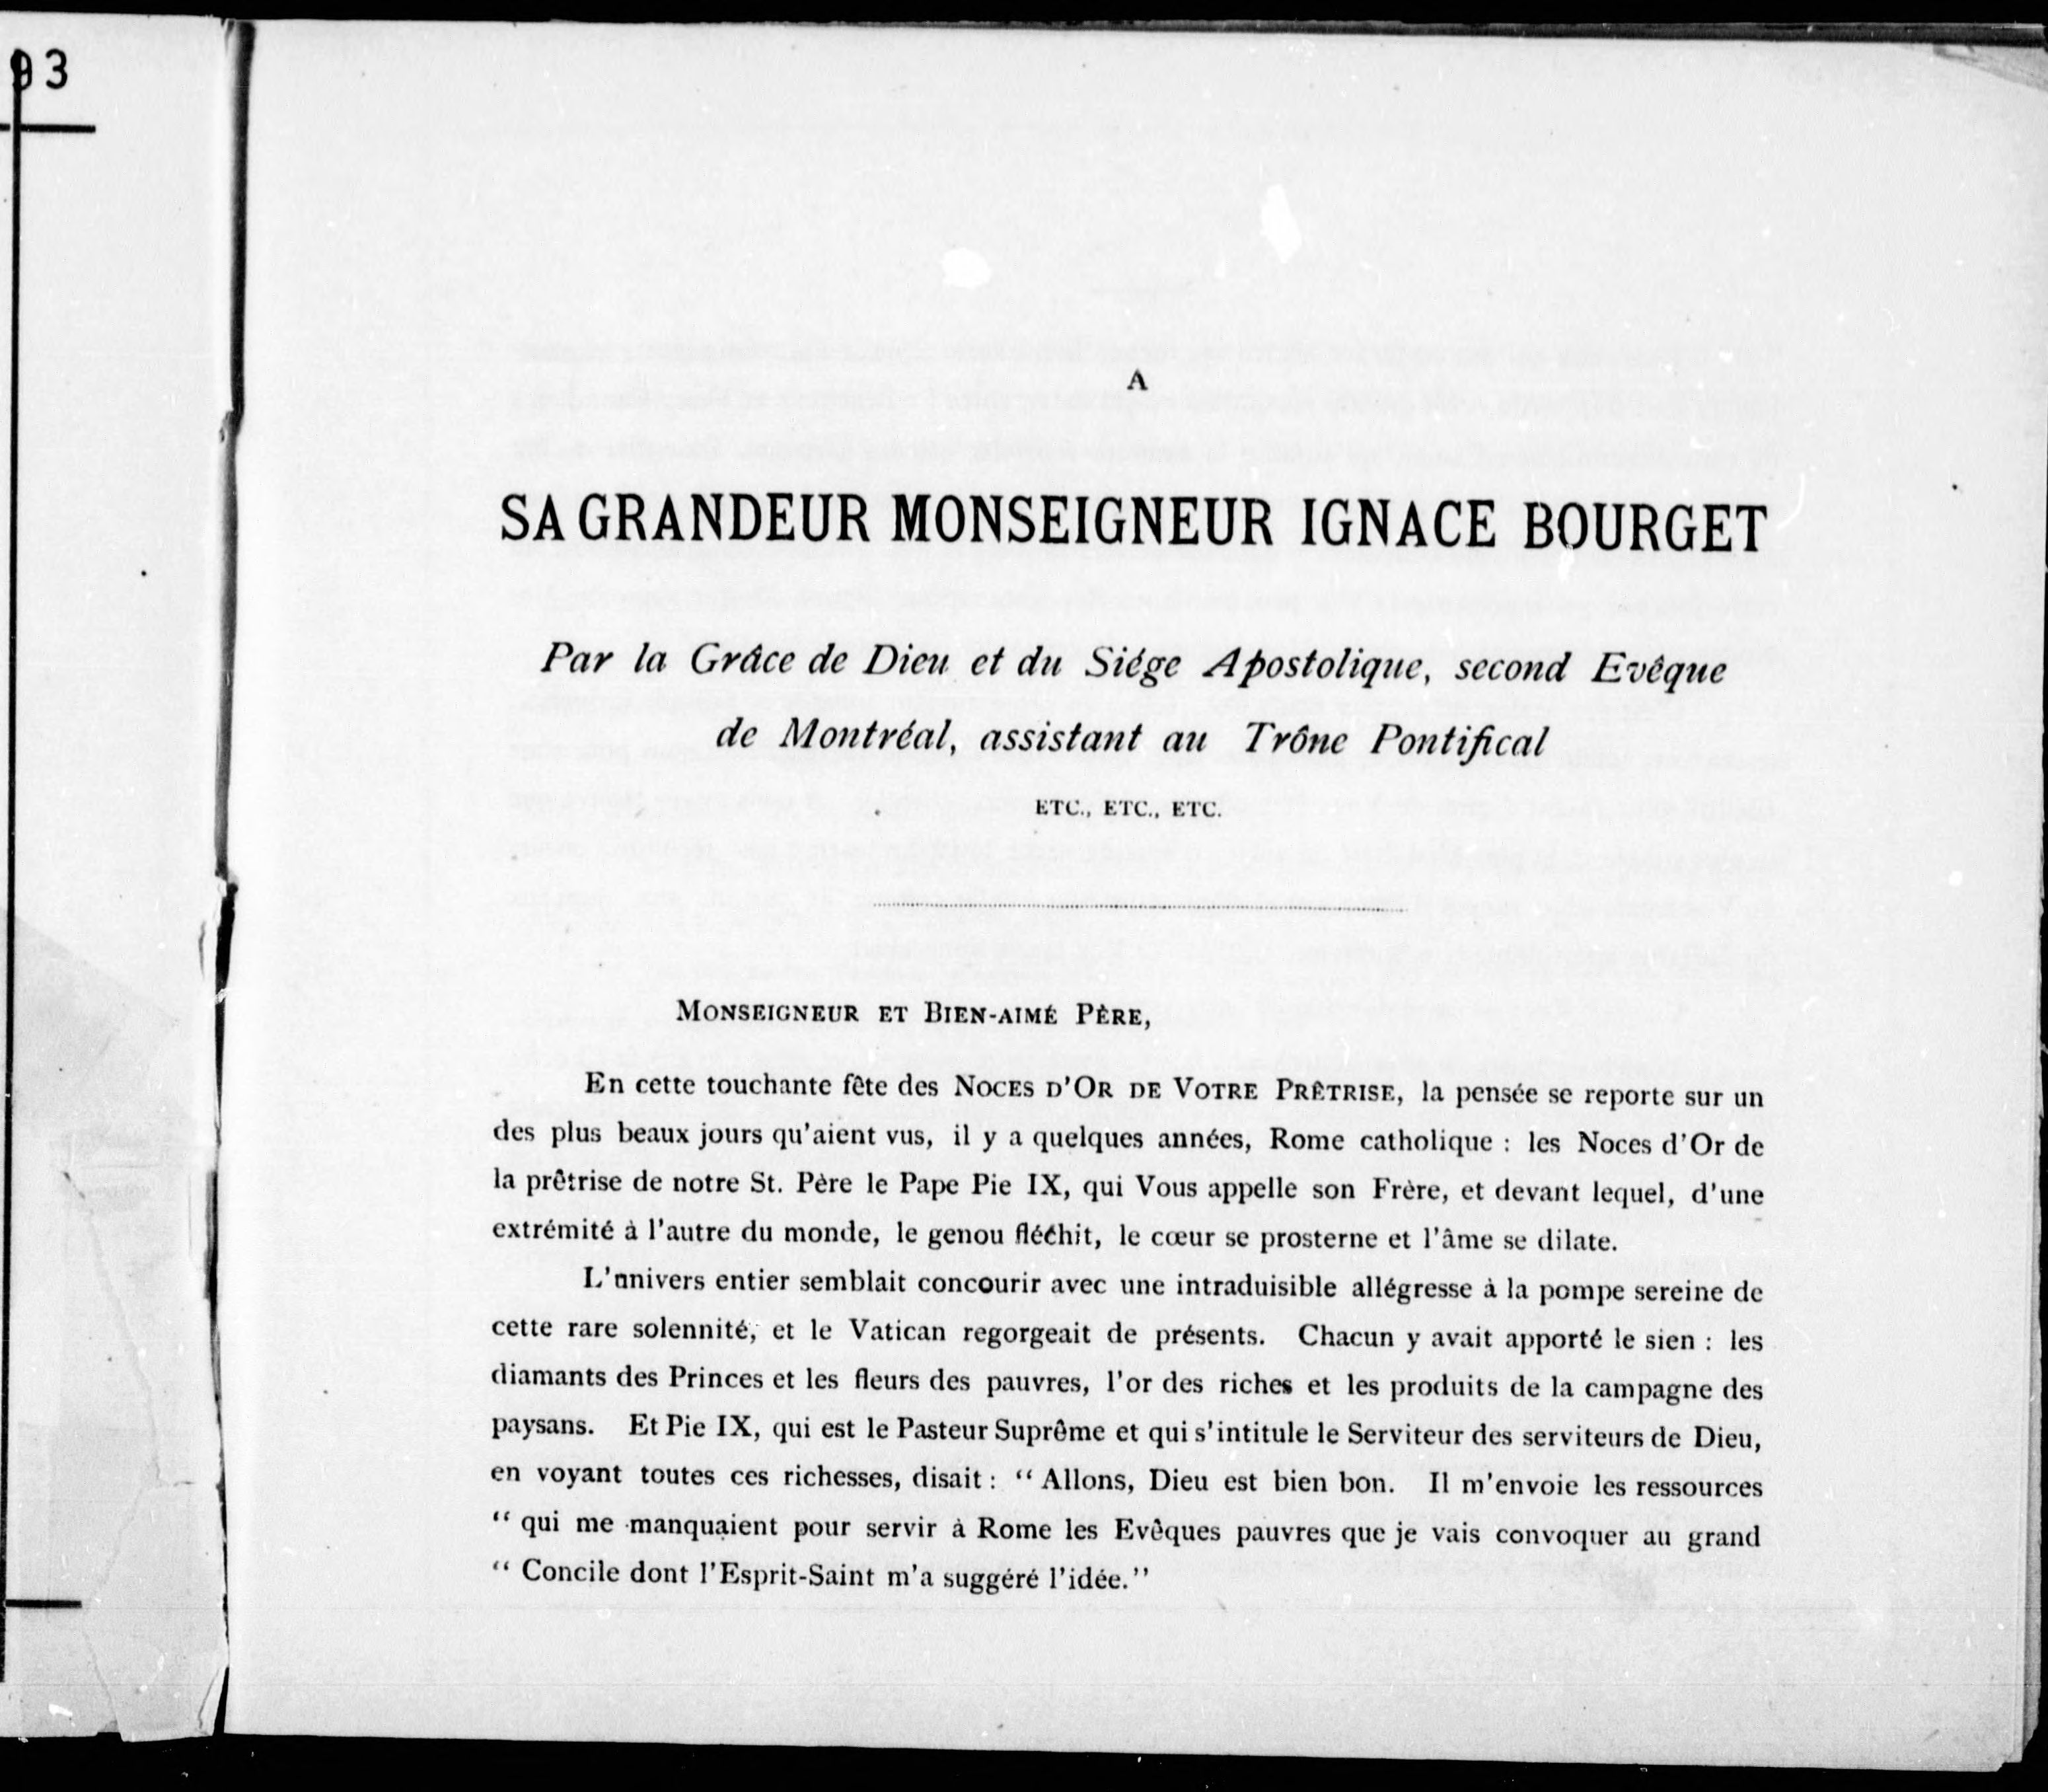 93
A
SA GRANDEUR MONSEIGNEUR IGNACE BOURGET
Par la Grâce de Dieu et du Siége Apostolique, second Evêque
de Montréal, assistant au Trône Pontifical
ETC., ETC., ETC.
MONSEIGNEUR ET BIEN-AIMÉ PÈRE,
En cette touchante fête des NOCES D'OR DE VOTRE PRÊTRISE, la pensée se reporte sur un
des plus beaux jours qu'aient vus, il y a quelques années, Rome catholique : les Noces d'Or de
la prêtrise de notre St. Père le Pape Pie IX, qui Vous appelle son Frère, et devant lequel, d'une
extrémité à l'autre du monde, le genou fléchit, le cœur se prosterne et l'âme se dilate.
L'univers entier semblait concourir avec une intraduisible allégresse à la pompe sereine de
cette rare solennité, et le Vatican regorgeait de présents. Chacun y avait apporté le sien : les
diamants des Princes et les fleurs des pauvres, l'or des riches et les produits de la campagne des
paysans. Et Pie IX, qui est le Pasteur Suprême et qui s'intitule le Serviteur des serviteurs de Dieu,
en voyant toutes ces richesses, disait : “ Allons, Dieu est bien bon. Il m'envoie les ressources
“ qui me manquaient pour servir à Rome les Evêques pauvres que je vais convoquer au grand
“ Concile dont l'Esprit-Saint m'a suggéré l'idée.”